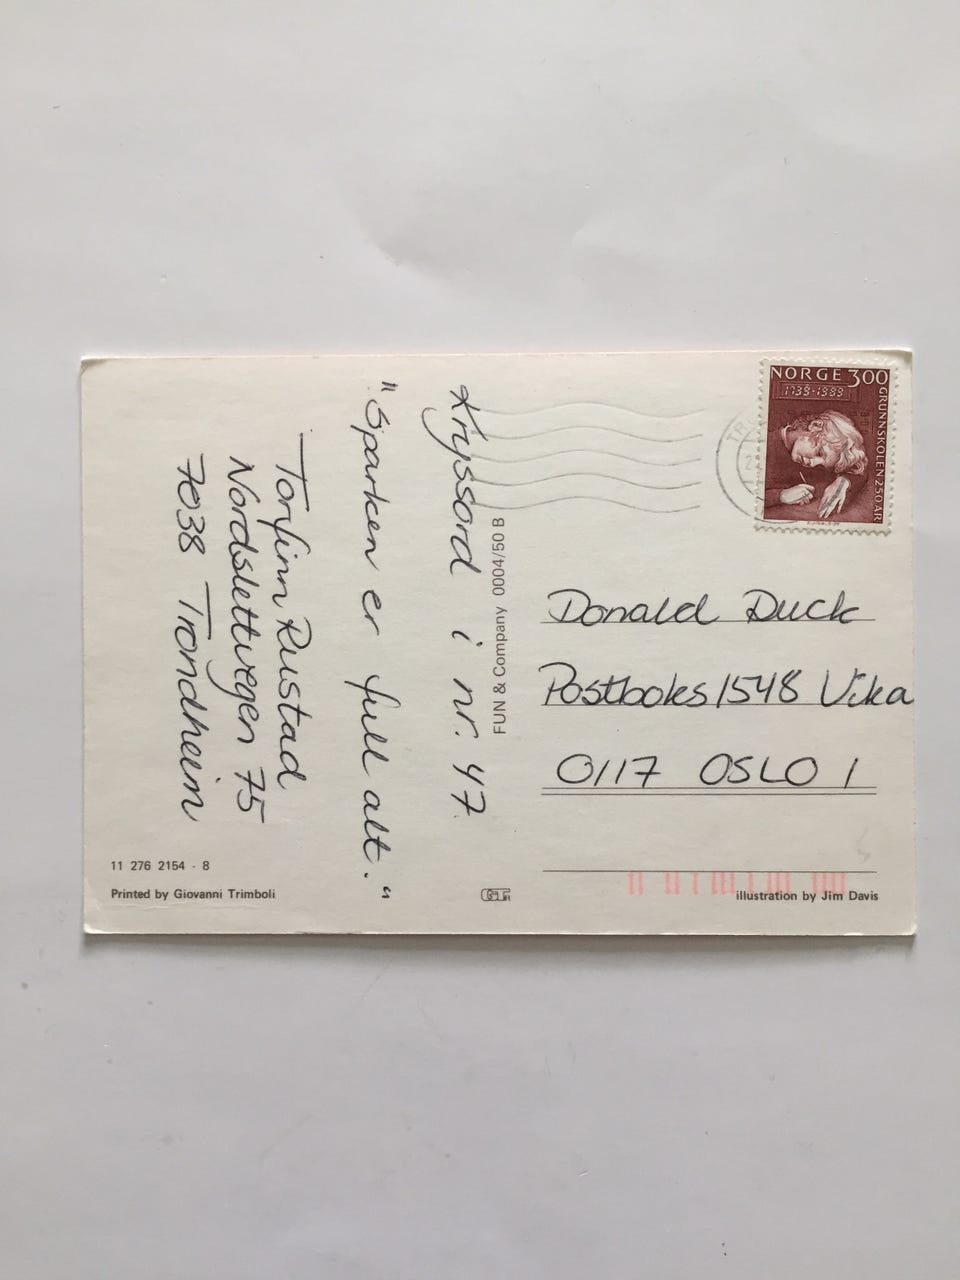 Kryssord i nr. 47
"Sparken er full alt."
Torfinn Rustad
Nordslettvegen 75
7038 Trondheim
FUN & Company 0004/50 B
NORGE 3.00
1739-1989
GRUNNSKOLEN 250 ÅR
Donald Duck
Postboks 1548 Vika
0117 OSLO 1
11 276 2154 - 8
Printed by Giovanni Trimboli
illustration by Jim Davis